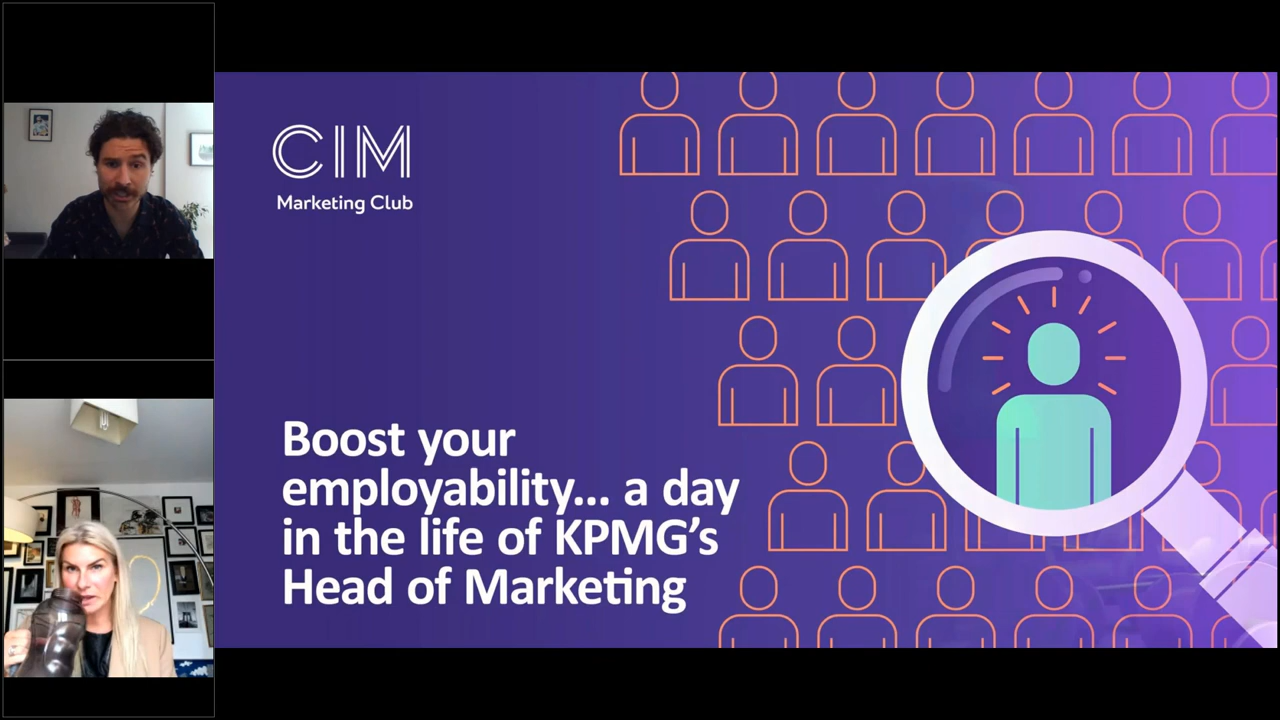 CIM
Marketing Club
Boost your
employability... a day
in the life of KPMG's
Head of Marketing